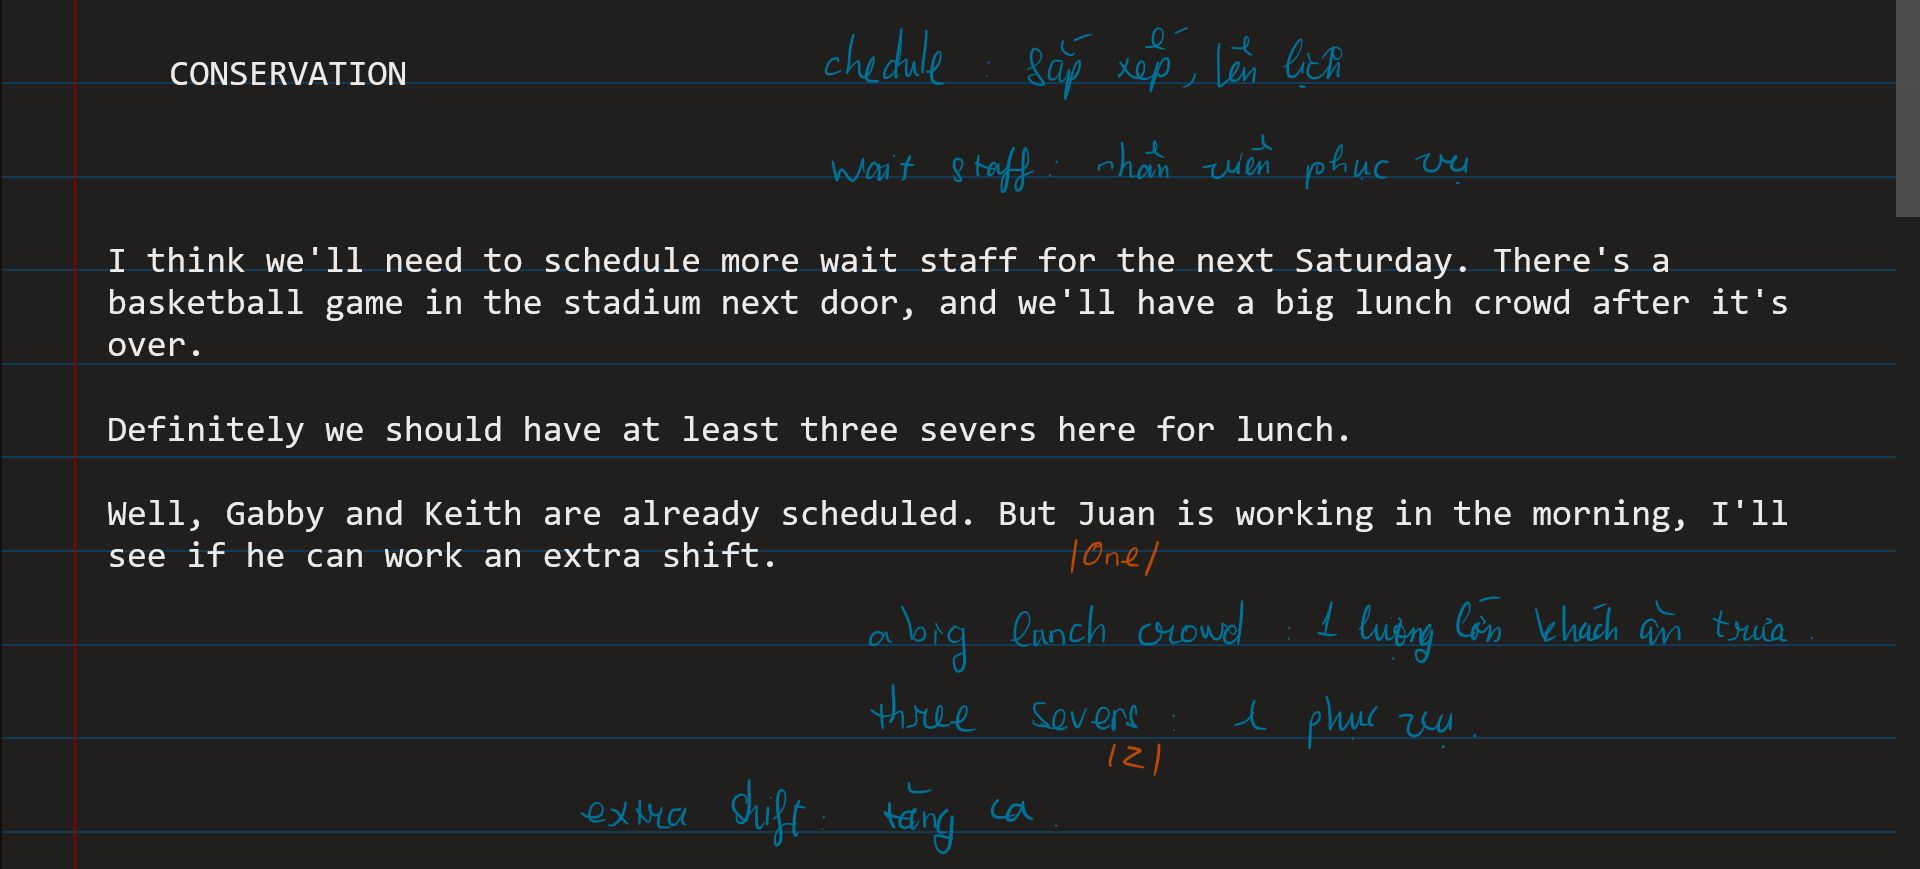 chedule : sắp xếp, lên lịch
CONSERVATION
wait staff : nhân viên phục vụ
I think we'll need to schedule more wait staff for the next Saturday. There's a
basketball game in the stadium next door, and we'll have a big lunch crowd after it's
over.
Definitely we should have at least three severs here for lunch.
Well, Gabby and Keith are already scheduled. But Juan is working in the morning, I'll
see if he can work an extra shift.
/One/
a big lunch crowd : 1 lượng lớn khách ăn trưa.
three severs : phục vụ.
/z/
extra shift : tăng ca.